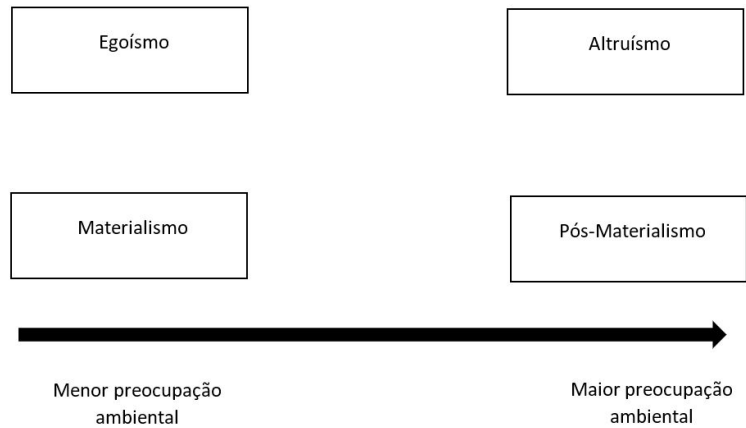 Egoísmo
Altruísmo
Materialismo
Pós-Materialismo
Menor preocupação
ambiental
Maior preocupação
ambiental